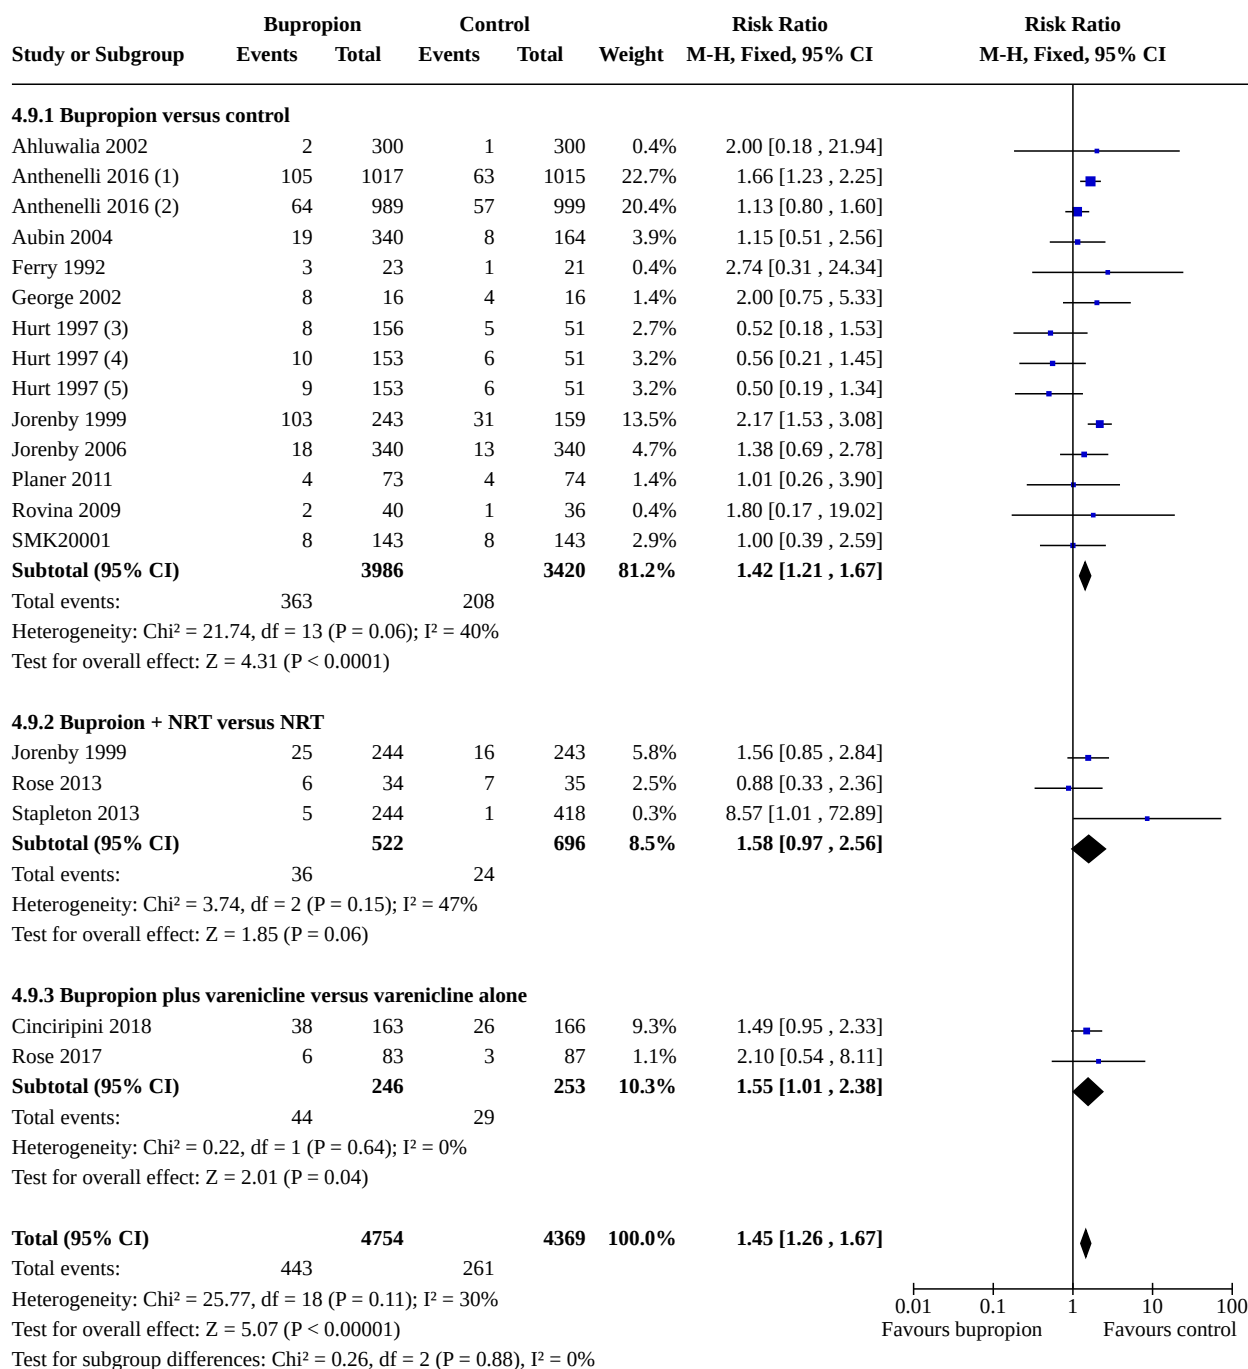 Bupropion Control Risk Ratio Risk Ratio
Study or Subgroup Events Total Events Total Weight M-H, Fixed, 95% CI M-H, Fixed, 95% CI
4.9.1 Bupropion versus control
Ahluwalia 2002 2 300 1 300 0.4% 2.00 [0.18 , 21.94]
Anthenelli 2016 (1) 105 1017 63 1015 22.7% 1.66 [1.23 , 2.25]
Anthenelli 2016 (2) 64 989 57 999 20.4% 1.13 [0.80 , 1.60]
Aubin 2004 19 340 8 164 3.9% 1.15 [0.51 , 2.56]
Ferry 1992 3 23 1 21 0.4% 2.74 [0.31 , 24.34]
George 2002 8 16 4 16 1.4% 2.00 [0.75 , 5.33]
Hurt 1997 (3) 8 156 5 51 2.7% 0.52 [0.18 , 1.53]
Hurt 1997 (4) 10 153 6 51 3.2% 0.56 [0.21 , 1.45]
Hurt 1997 (5) 9 153 6 51 3.2% 0.50 [0.19 , 1.34]
Jorenby 1999 103 243 31 159 13.5% 2.17 [1.53 , 3.08]
Jorenby 2006 18 340 13 340 4.7% 1.38 [0.69 , 2.78]
Planer 2011 4 73 4 74 1.4% 1.01 [0.26 , 3.90]
Rovina 2009 2 40 1 36 0.4% 1.80 [0.17 , 19.02]
SMK20001 8 143 8 143 2.9% 1.00 [0.39 , 2.59]
Subtotal (95% CI) 3986 3420 81.2% 1.42 [1.21 , 1.67]
Total events: 363 208
Heterogeneity: Chi² = 21.74, df = 13 (P = 0.06); I² = 40%
Test for overall effect: Z = 4.31 (P < 0.0001)
4.9.2 Buproion + NRT versus NRT
Jorenby 1999 25 244 16 243 5.8% 1.56 [0.85 , 2.84]
Rose 2013 6 34 7 35 2.5% 0.88 [0.33 , 2.36]
Stapleton 2013 5 244 1 418 0.3% 8.57 [1.01 , 72.89]
Subtotal (95% CI) 522 696 8.5% 1.58 [0.97 , 2.56]
Total events: 36 24
Heterogeneity: Chi² = 3.74, df = 2 (P = 0.15); I² = 47%
Test for overall effect: Z = 1.85 (P = 0.06)
4.9.3 Bupropion plus varenicline versus varenicline alone
Cinciripini 2018 38 163 26 166 9.3% 1.49 [0.95 , 2.33]
Rose 2017 6 83 3 87 1.1% 2.10 [0.54 , 8.11]
Subtotal (95% CI) 246 253 10.3% 1.55 [1.01 , 2.38]
Total events: 44 29
Heterogeneity: Chi² = 0.22, df = 1 (P = 0.64); I² = 0%
Test for overall effect: Z = 2.01 (P = 0.04)
Total (95% CI) 4754 4369 100.0% 1.45 [1.26 , 1.67]
Total events: 443 261
Heterogeneity: Chi² = 25.77, df = 18 (P = 0.11); I² = 30%
0.01 0.1 1 10 100
Test for overall effect: Z = 5.07 (P < 0.00001)
Favours bupropion Favours control
Test for subgroup differences: Chi² = 0.26, df = 2 (P = 0.88), I² = 0%